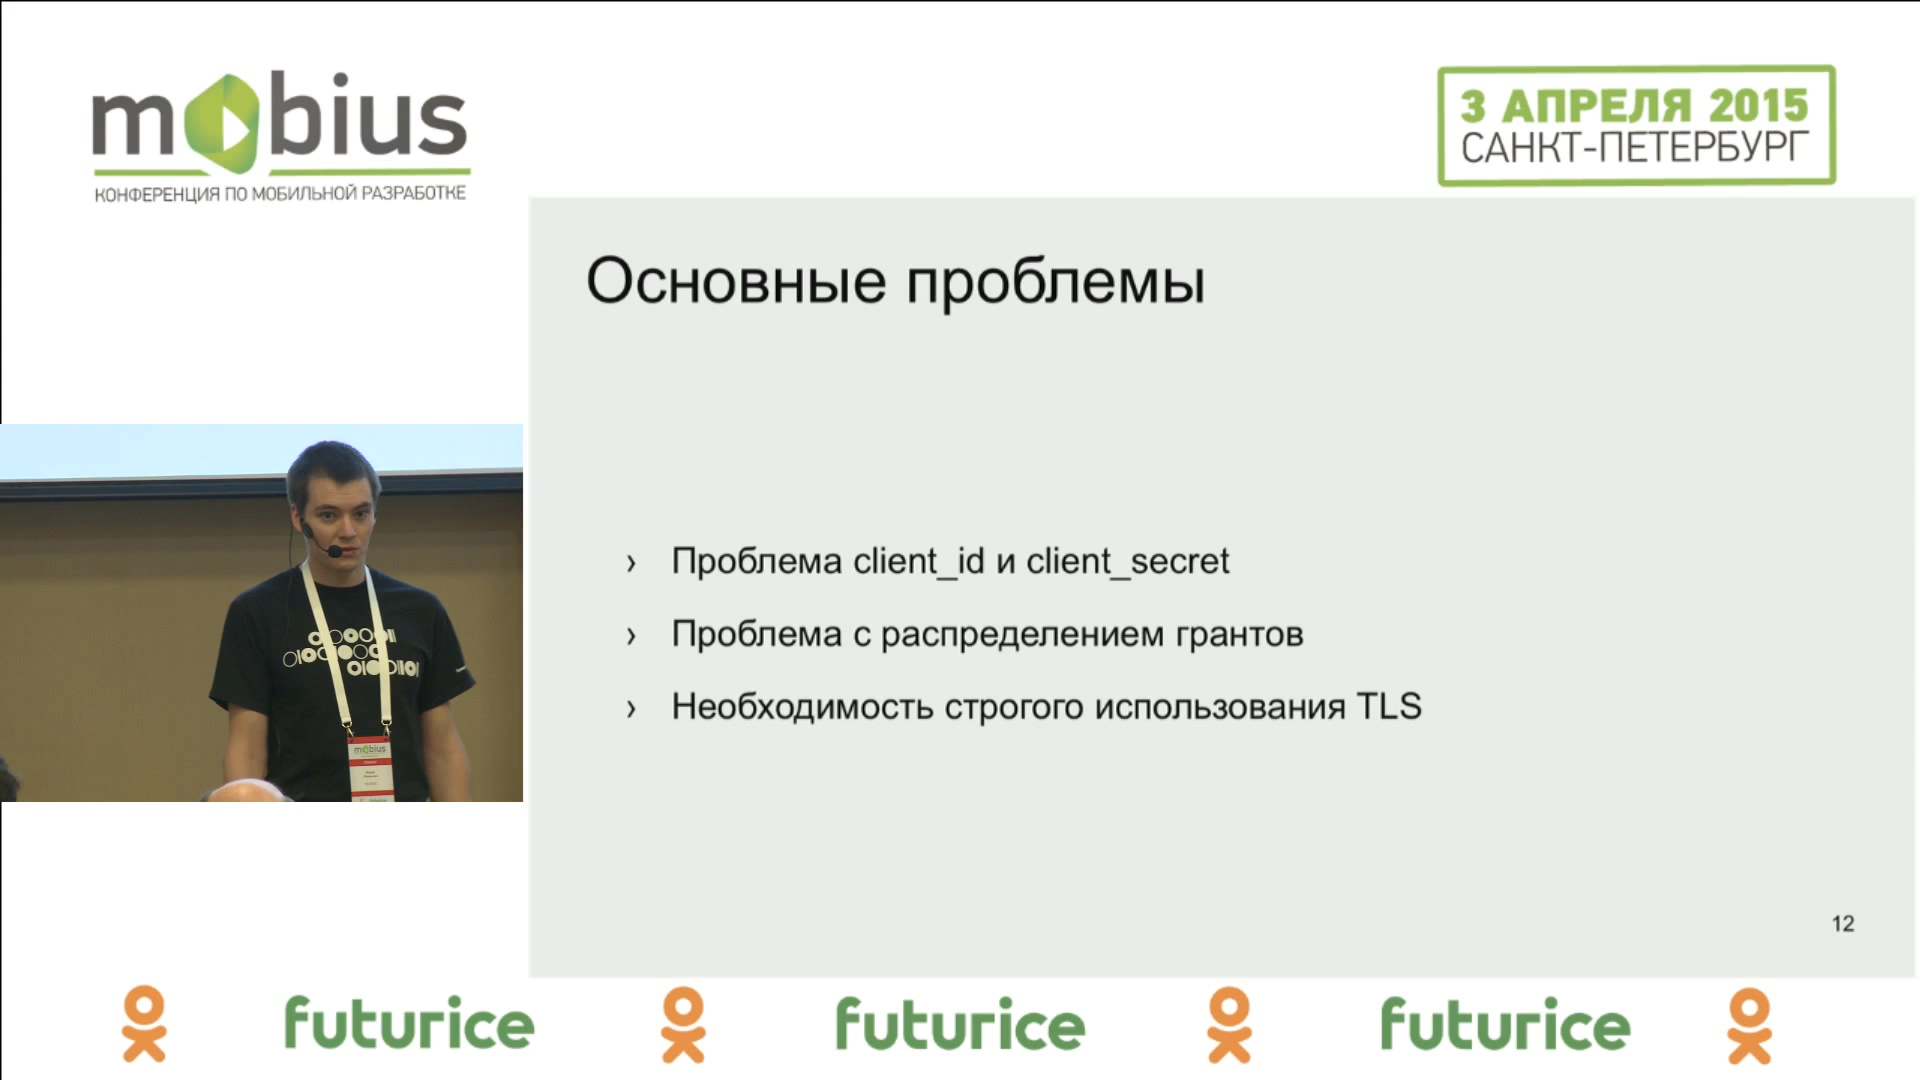 mobius
КОНФЕРЕНЦИЯ ПО МОБИЛЬНОЙ РАЗРАБОТКЕ
3 АПРЕЛЯ 2015
САНКТ-ПЕТЕРБУРГ
Основные проблемы
› Проблема client_id и client_secret
› Проблема с распределением грантов
› Необходимость строгого использования TLS
12
mobius
futurice futurice futurice